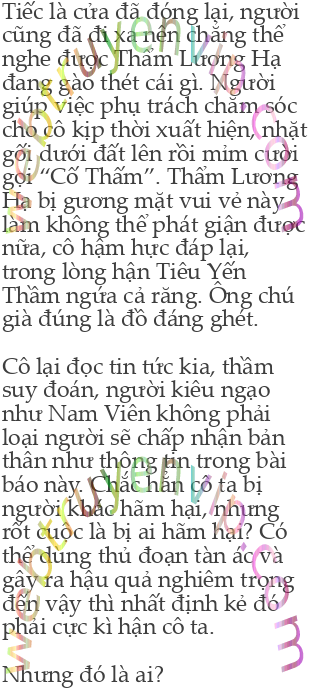 Tiếc là cửa đã đóng lại, người
cũng đã đi xa nên chẳng thể
nghe được Thẩm Lương Hạ
đang gào thét cái gì. Người
giúp việc phụ trách chăm sóc
cho cô kịp thời xuất hiện, nhặt
gối dưới đất lên rồi mỉm cười
gọi “Cố Thẩm”. Thẩm Lương
Hạ bị gương mặt vui vẻ này
làm không thể phát giận được
nữa, cô hậm hực đáp lại,
trong lòng hận Tiêu Yến
Thầm ngứa cả răng. Ông chú
già đúng là đồ đáng ghét.
Cô lại đọc tin tức kia, thầm
suy đoán, người kiêu ngạo
như Nam Viên không phải
loại người sẽ chấp nhận bản
thân như thông tin trong bài
báo này. Chắc hẳn cô ta bị
người khác hãm hại, nhưng
rốt cuộc là bị ai hãm hại? Có
thể dùng thủ đoạn tàn ác và
gây ra hậu quả nghiêm trọng
đến vậy thì nhất định kẻ đó
phải cực kì hận cô ta.
Nhưng đó là ai?
webtruyenvip.com
webtruyenvip.com